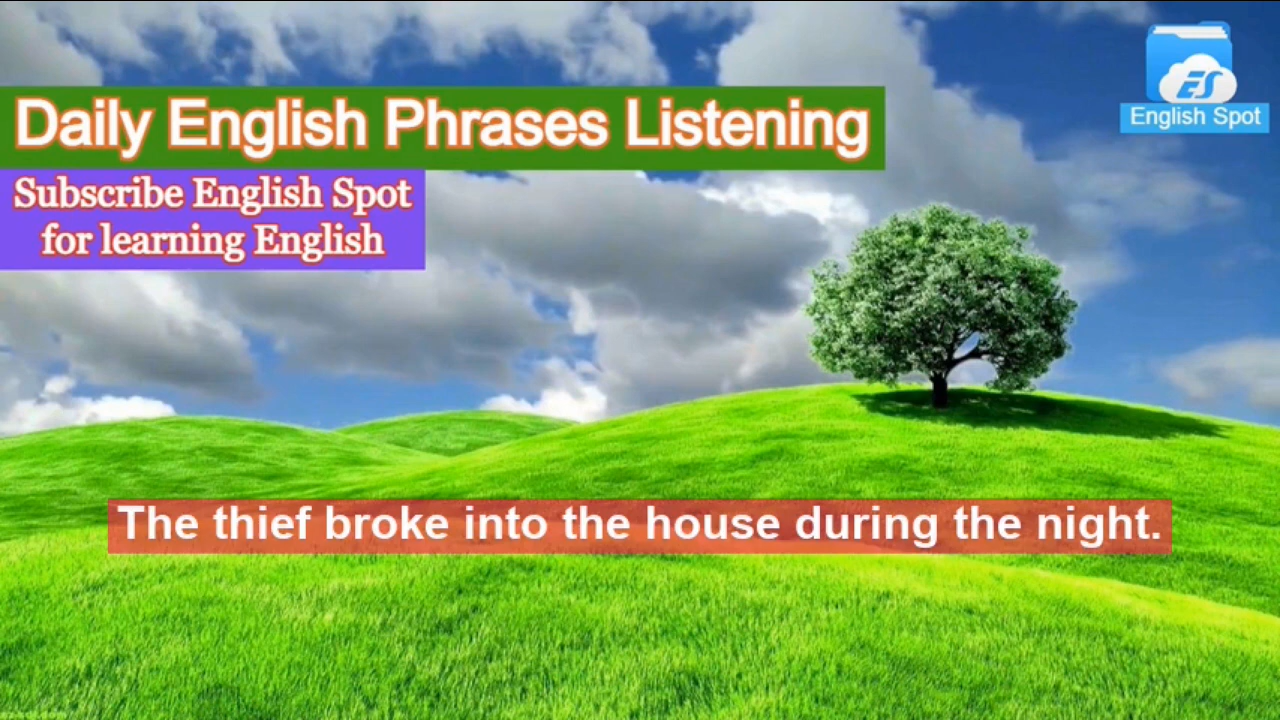 Daily English Phrases Listening
Subscribe English Spot
for learning English
ES
English Spot
The thief broke into the house during the night.